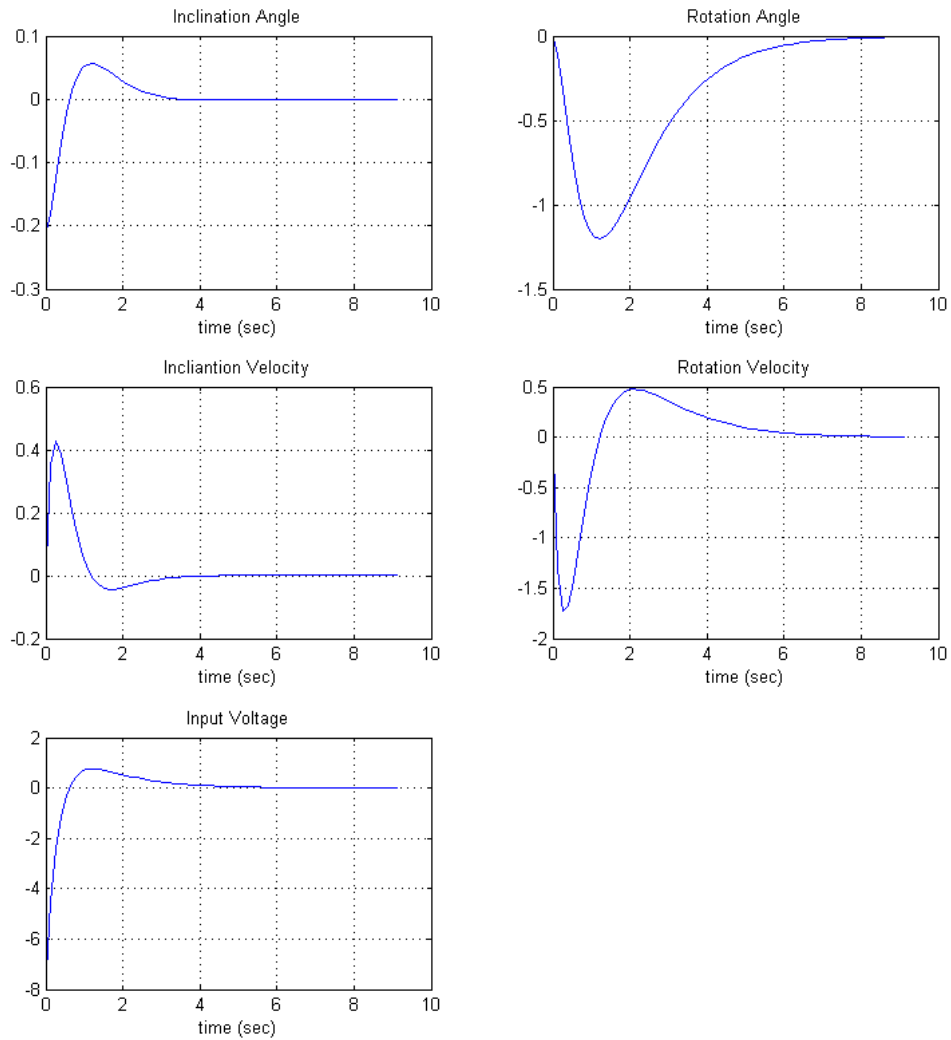 Inclination Angle
0.1
0
-0.1
-0.2
-0.3
0 2 4 6 8 10
time (sec)
Rotation Angle
0
-0.5
-1
-1.5
0 2 4 6 8 10
time (sec)
Incliantion Velocity
0.6
0.4
0.2
0
-0.2
0 2 4 6 8 10
time (sec)
Rotation Velocity
0.5
0
-0.5
-1
-1.5
-2
0 2 4 6 8 10
time (sec)
Input Voltage
2
0
-2
-4
-6
-8
0 2 4 6 8 10
time (sec)